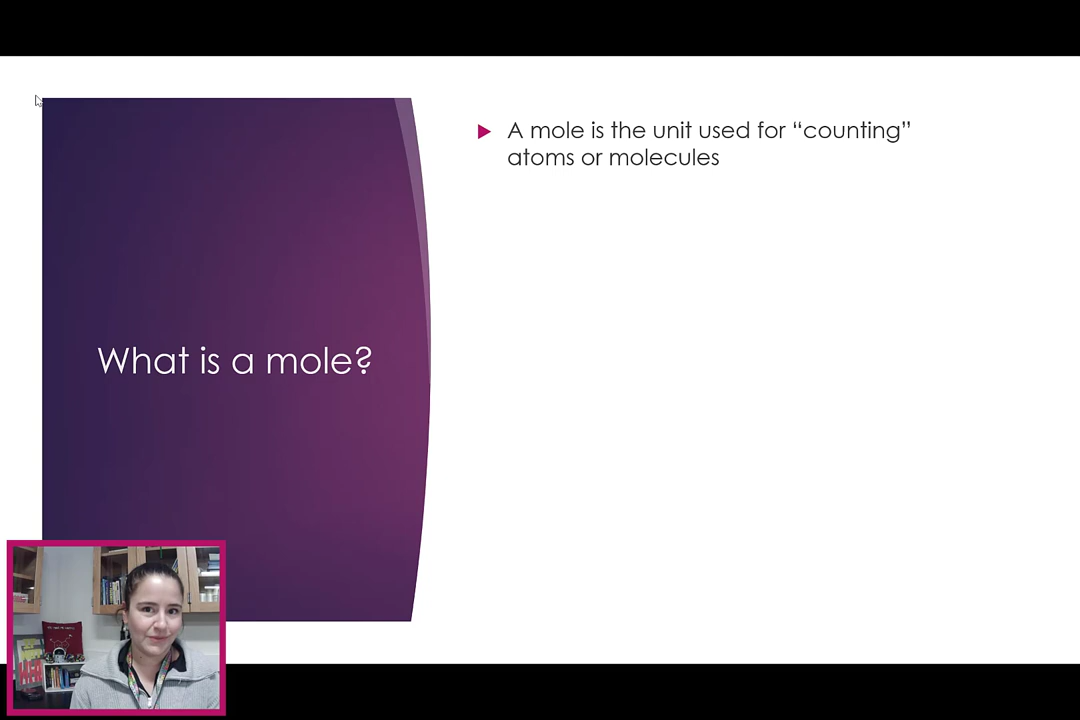 A mole is the unit used for “counting”
atoms or molecules
What is a mole?